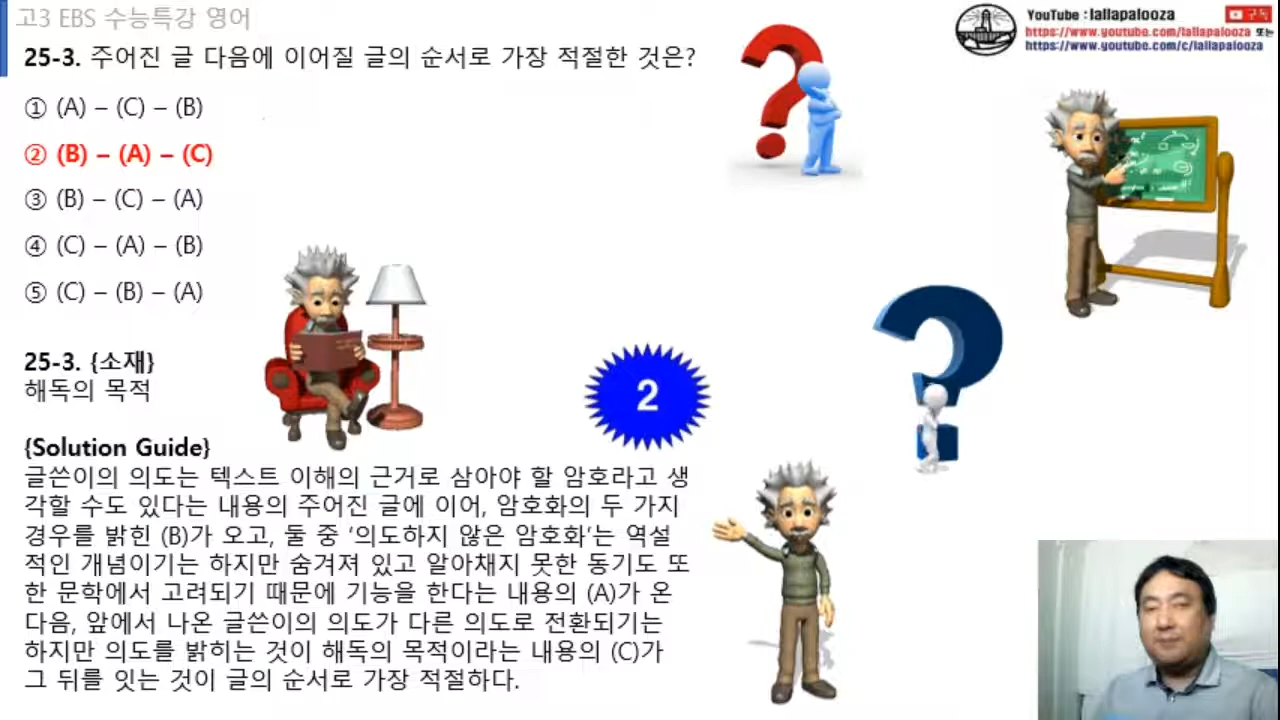 고3 EBS 수능특강 영어
YouTube : lallapalooza
구독
https://www.youtube.com/lallapalooza 또는
https://www.youtube.com/c/lallapalooza
25-3. 주어진 글 다음에 이어질 글의 순서로 가장 적절한 것은?
① (A) – (C) – (B)
② (B) – (A) – (C)
③ (B) – (C) – (A)
④ (C) – (A) – (B)
⑤ (C) – (B) – (A)
25-3. {소재}
해독의 목적
2
{Solution Guide}
글쓴이의 의도는 텍스트 이해의 근거로 삼아야 할 암호라고 생
각할 수도 있다는 내용의 주어진 글에 이어, 암호화의 두 가지
경우를 밝힌 (B)가 오고, 둘 중 ‘의도하지 않은 암호화’는 역설
적인 개념이기는 하지만 숨겨져 있고 알아채지 못한 동기도 또
한 문학에서 고려되기 때문에 기능을 한다는 내용의 (A)가 온
다음, 앞에서 나온 글쓴이의 의도가 다른 의도로 전환되기는
하지만 의도를 밝히는 것이 해독의 목적이라는 내용의 (C)가
그 뒤를 잇는 것이 글의 순서로 가장 적절하다.